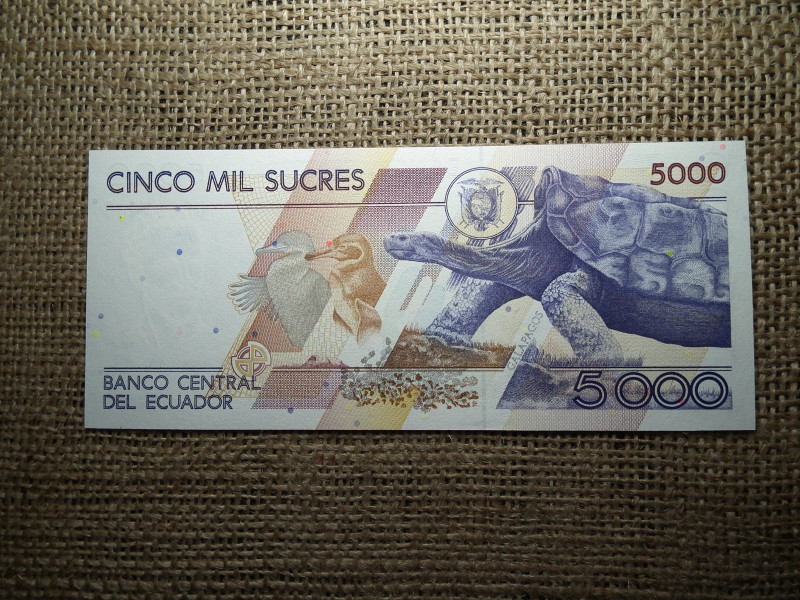 CINCO MIL SUCRES
5000
GALAPAGOS
BANCO CENTRAL
DEL ECUADOR
5000